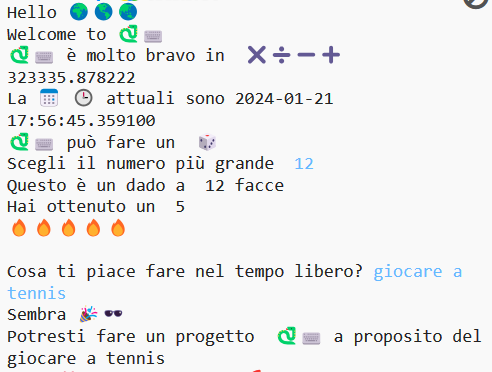 Hello 🌍🌎🌏
Welcome to 🐍⌨️
🐍⌨️ è molto bravo in ✖️➗➖➕
323335.878222
La 📅 🕒 attuali sono 2024-01-21
17:56:45.359100
🐍⌨️ può fare un 🎲
Scegli il numero più grande 12
Questo è un dado a 12 facce
Hai ottenuto un 5
🔥🔥🔥🔥🔥
Cosa ti piace fare nel tempo libero? giocare a
tennis
Sembra 🎉🕶️
Potresti fare un progetto 🐍⌨️ a proposito del
giocare a tennis